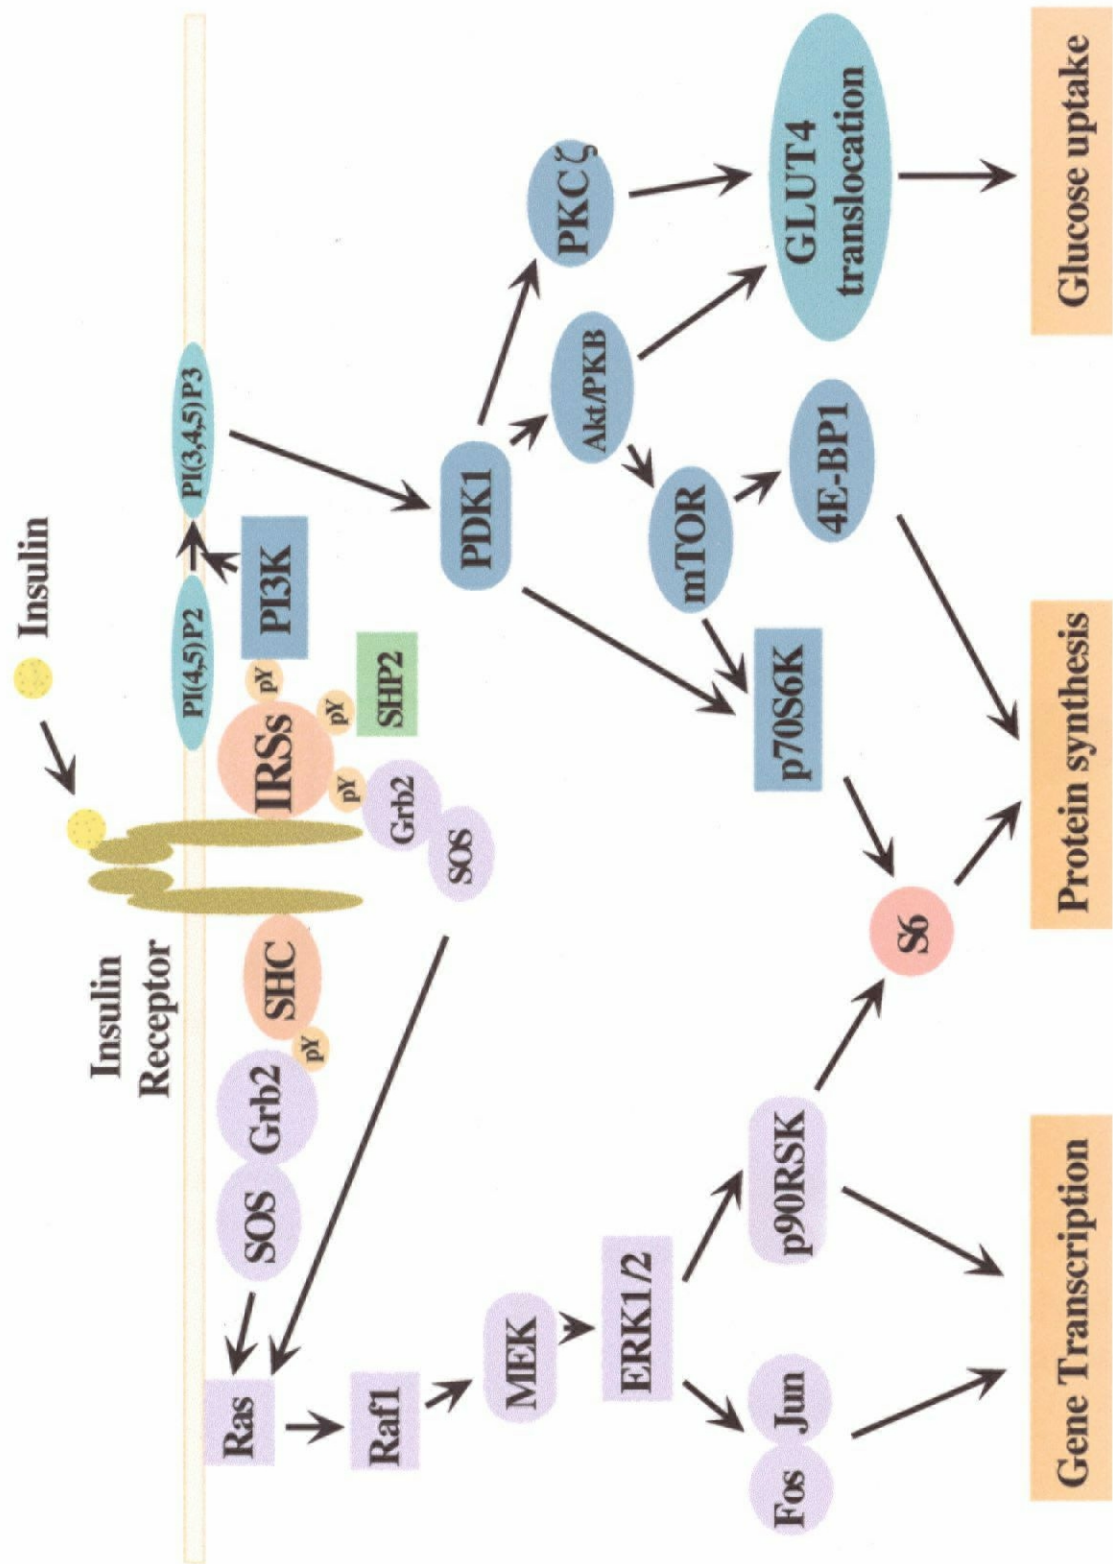 Insulin
Insulin
Receptor
PI(4,5)P2
PI(3,4,5)P3
Ras
SOS
Grb2
pY
SHC
IRSs
pY
PI3K
pY
pY
SHP2
Grb2
SOS
Raf1
MEK
PDK1
PKCζ
Akt/PKB
ERK1/2
mTOR
Fos
Jun
p90RSK
p70S6K
4E-BP1
GLUT4
translocation
S6
Gene Transcription
Protein synthesis
Glucose uptake